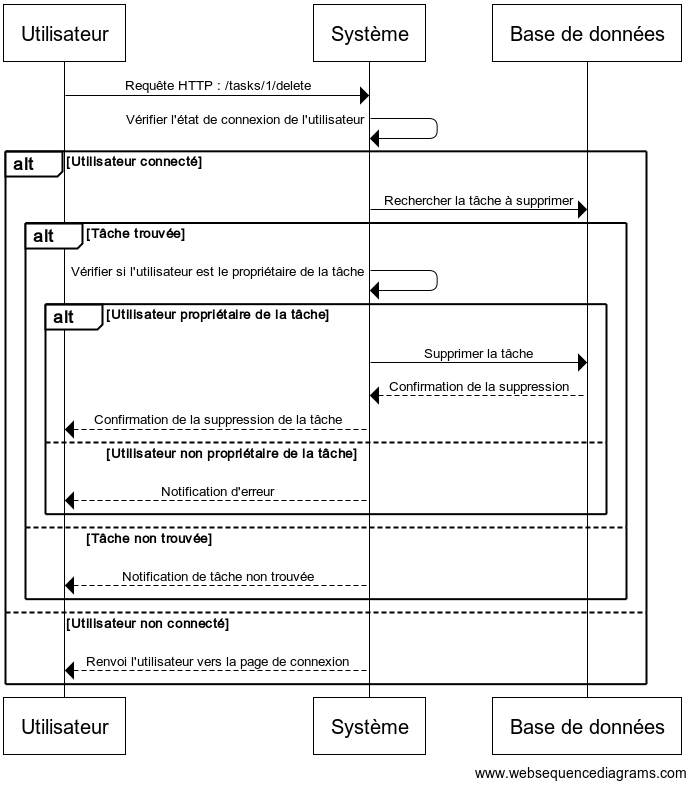 Utilisateur
Système
Base de données
Requête HTTP : /tasks/1/delete
Vérifier l'état de connexion de l'utilisateur
alt
[Utilisateur connecté]
Rechercher la tâche à supprimer
alt
[Tâche trouvée]
Vérifier si l'utilisateur est le propriétaire de la tâche
alt
[Utilisateur propriétaire de la tâche]
Supprimer la tâche
Confirmation de la suppression
Confirmation de la suppression de la tâche
[Utilisateur non propriétaire de la tâche]
Notification d'erreur
[Tâche non trouvée]
Notification de tâche non trouvée
[Utilisateur non connecté]
Renvoi l'utilisateur vers la page de connexion
Utilisateur
Système
Base de données
www.websequencediagrams.com